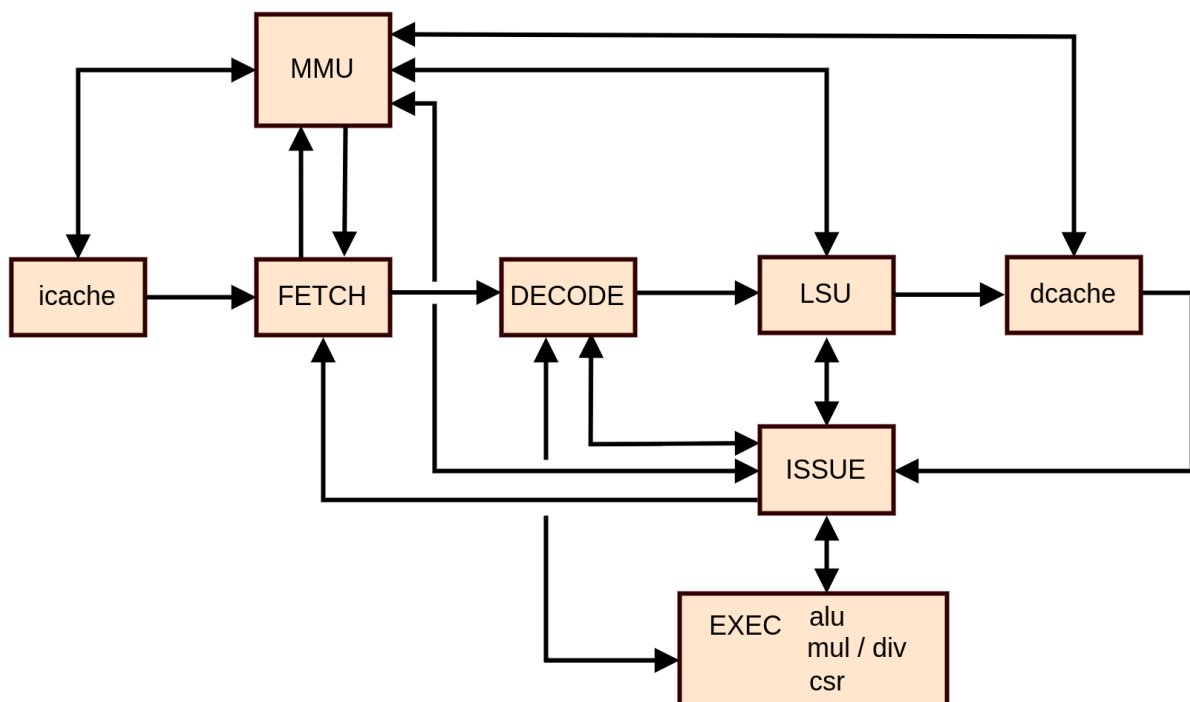 MMU
icache
FETCH
DECODE
LSU
dcache
ISSUE
EXEC alu
mul / div
csr